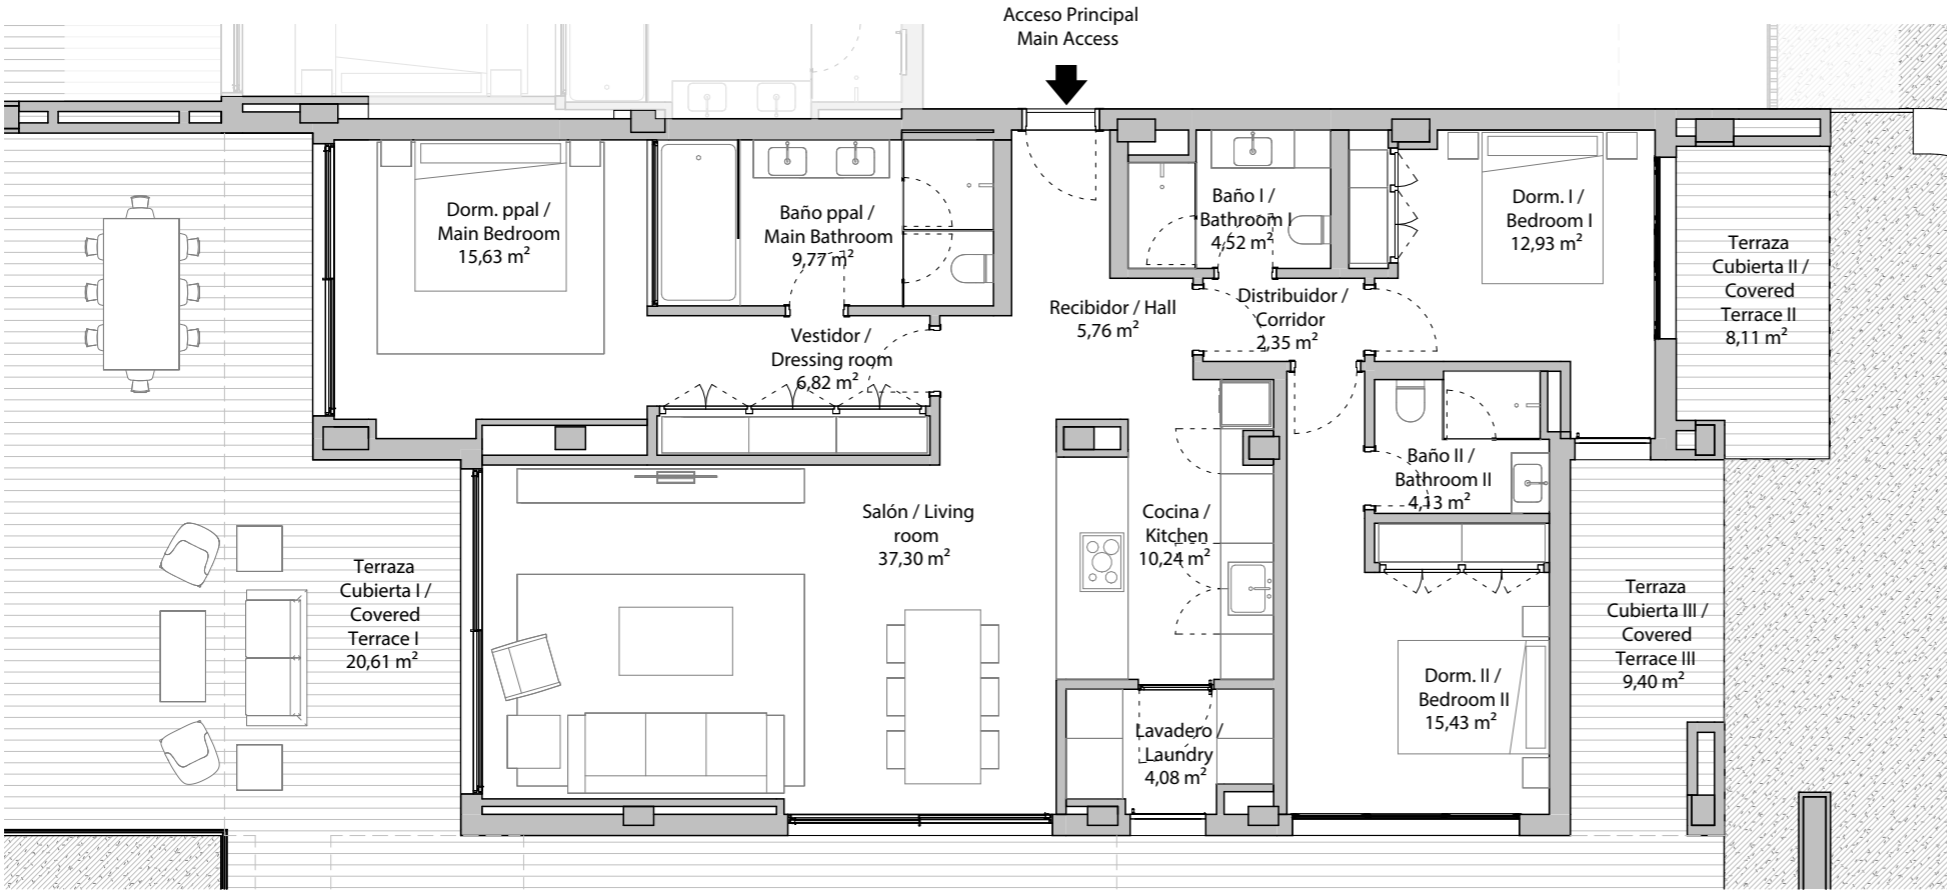 Acceso Principal
Main Access
Dorm. ppal /
Main Bedroom
15,63 m²
Baño ppal /
Main Bathroom
9,77 m²
Vestidor /
Dressing room
6,82 m²
Recibidor / Hall
5,76 m²
Baño I /
Bathroom I
4,52 m²
Distribuidor /
Corridor
2,35 m²
Dorm. I /
Bedroom I
12,93 m²
Terraza
Cubierta II /
Covered
Terrace II
8,11 m²
Terraza
Cubierta I /
Covered
Terrace I
20,61 m²
Salón / Living
room
37,30 m²
Cocina /
Kitchen
10,24 m²
Lavadero /
Laundry
4,08 m²
Baño II /
Bathroom II
4,13 m²
Dorm. II /
Bedroom II
15,43 m²
Terraza
Cubierta III /
Covered
Terrace III
9,40 m²